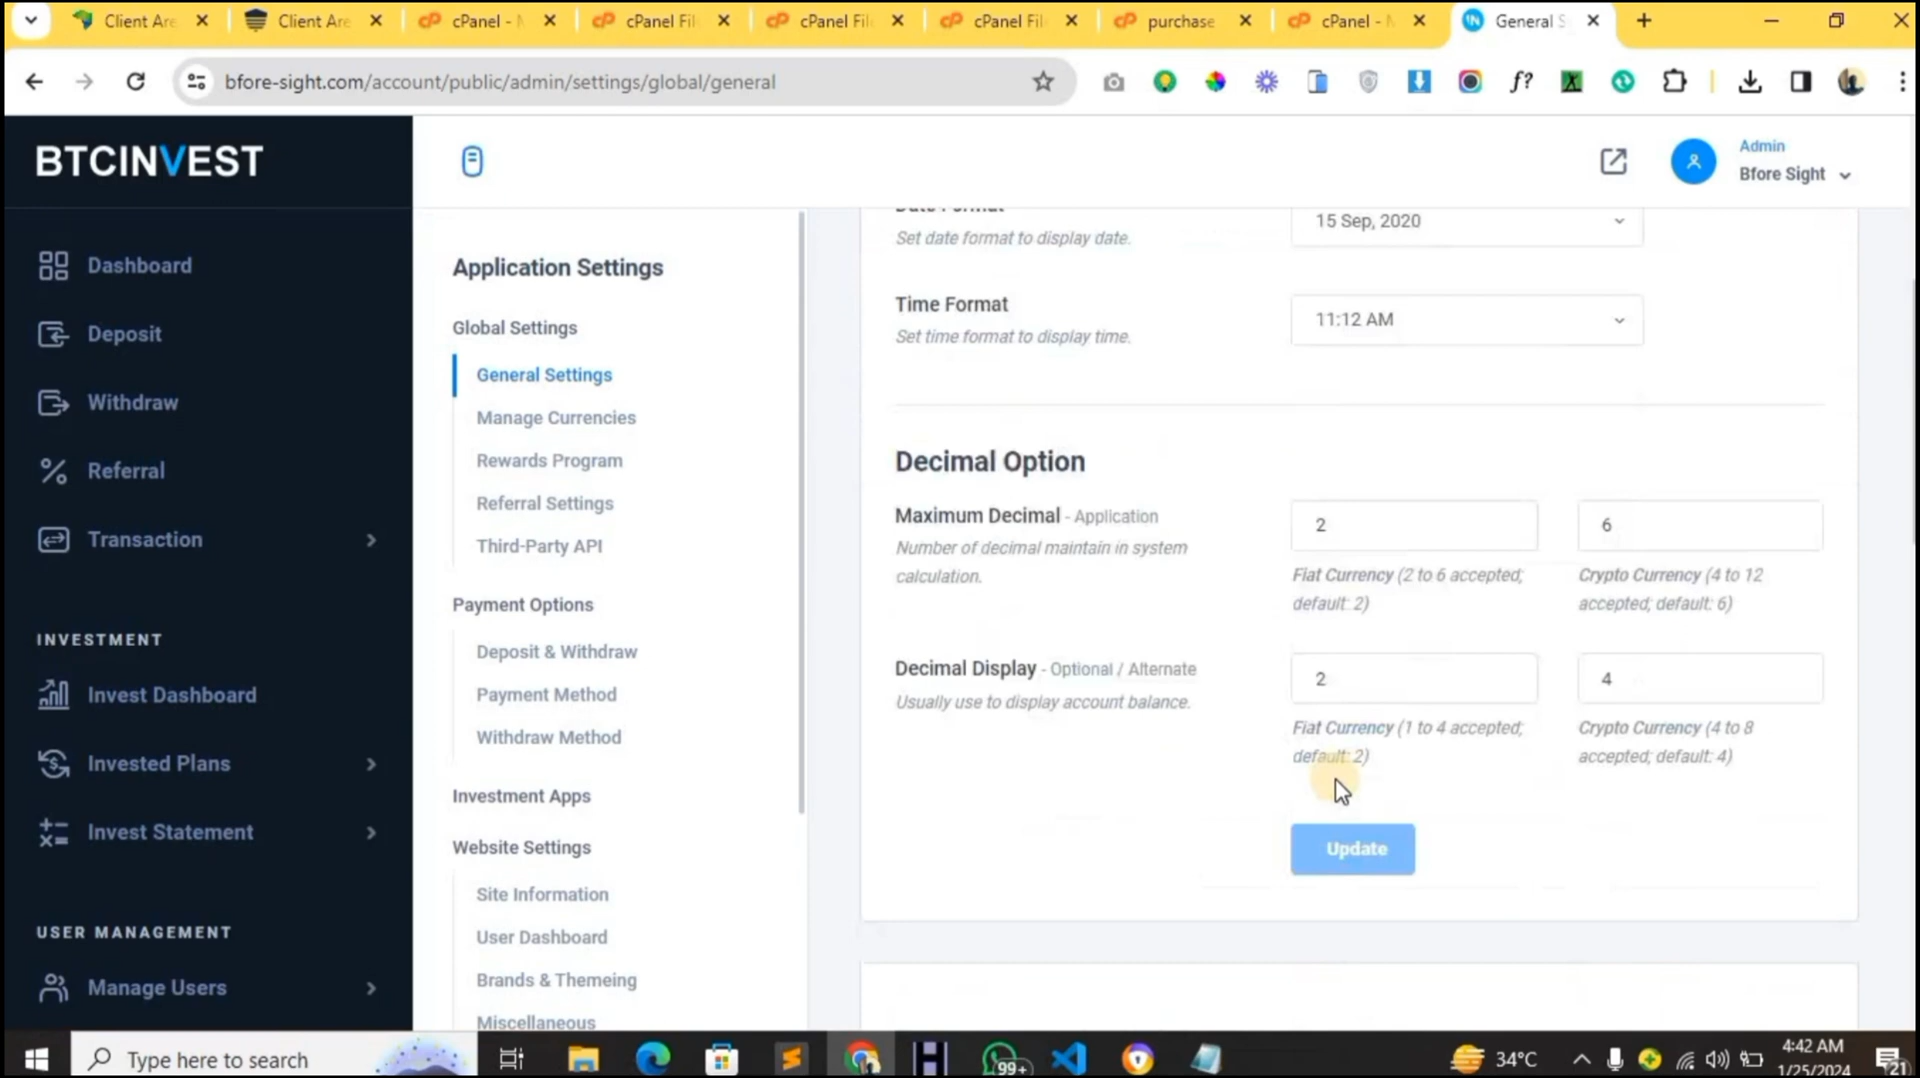 Client Are
Client Are
cPanel - M
cPanel File
cPanel File
cPanel File
purchase
cPanel - M
General S
bfore-sight.com/account/public/admin/settings/global/general
f?
BTCINVEST
Admin
Bfore Sight
Dashboard
Deposit
Withdraw
Referral
Transaction
INVESTMENT
Invest Dashboard
Invested Plans
Invest Statement
USER MANAGEMENT
Manage Users
Application Settings
Global Settings
General Settings
Manage Currencies
Rewards Program
Referral Settings
Third-Party API
Payment Options
Deposit & Withdraw
Payment Method
Withdraw Method
Investment Apps
Website Settings
Site Information
User Dashboard
Brands & Themeing
Miscellaneous
Date Format
Set date format to display date.
15 Sep, 2020
Time Format
Set time format to display time.
11:12 AM
Decimal Option
Maximum Decimal - Application
Number of decimal maintain in system
calculation.
2
Fiat Currency (2 to 6 accepted;
default: 2)
6
Crypto Currency (4 to 12
accepted; default: 6)
Decimal Display - Optional / Alternate
Usually use to display account balance.
2
Fiat Currency (1 to 4 accepted;
default: 2)
4
Crypto Currency (4 to 8
accepted; default: 4)
Update
Type here to search
99+
34°C
4:42 AM
1/25/2024
21